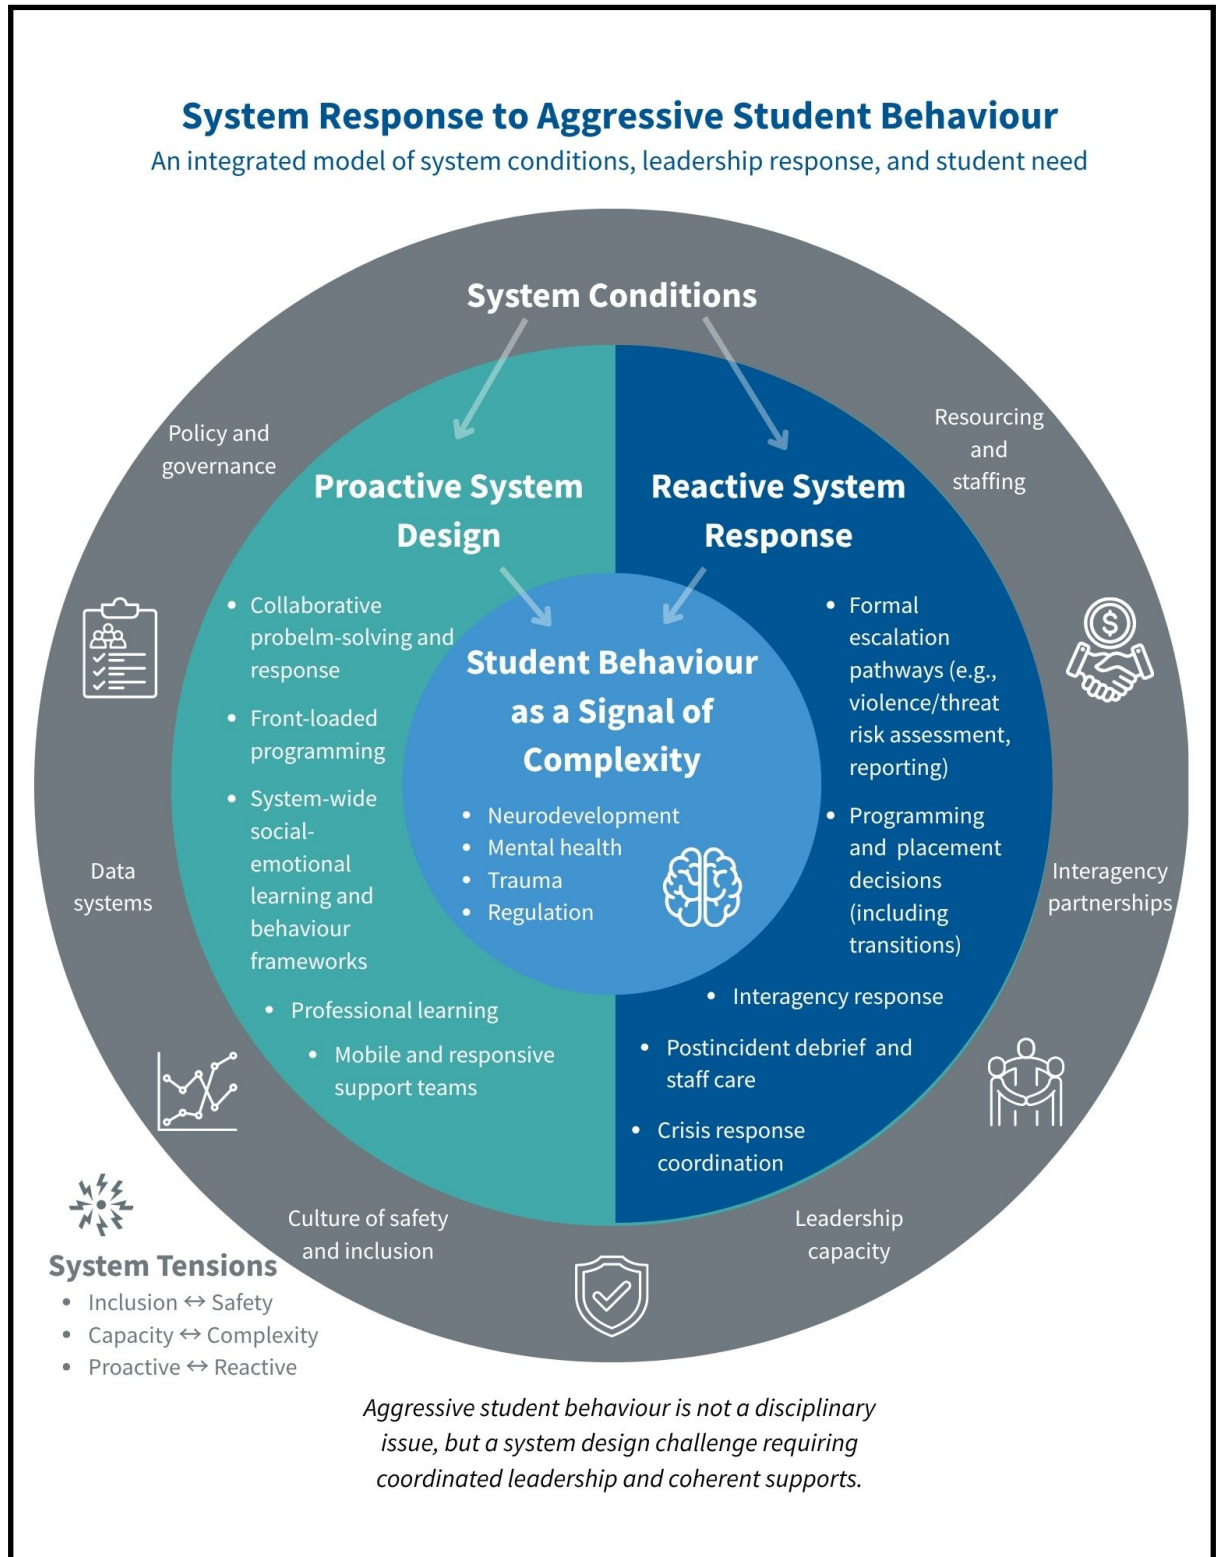 System Response to Aggressive Student Behaviour
An integrated model of system conditions, leadership response, and student need
System Conditions
Policy and
governance
Resourcing
and
staffing
Proactive System
Design
Reactive System
Response
• Collaborative
probelm-solving and
response
• Front-loaded
programming
• System-wide
social-
emotional
learning and
behaviour
frameworks
• Professional learning
• Mobile and responsive
support teams
Student Behaviour
as a Signal of
Complexity
• Neurodevelopment
• Mental health
• Trauma
• Regulation
• Formal
escalation
pathways (e.g.,
violence/threat
risk assessment,
reporting)
• Programming
and placement
decisions
(including
transitions)
• Interagency response
• Postincident debrief and
staff care
• Crisis response
coordination
$
Data
systems
Interagency
partnerships
Culture of safety
and inclusion
Leadership
capacity
System Tensions
• Inclusion ↔ Safety
• Capacity ↔ Complexity
• Proactive ↔ Reactive
Aggressive student behaviour is not a disciplinary
issue, but a system design challenge requiring
coordinated leadership and coherent supports.